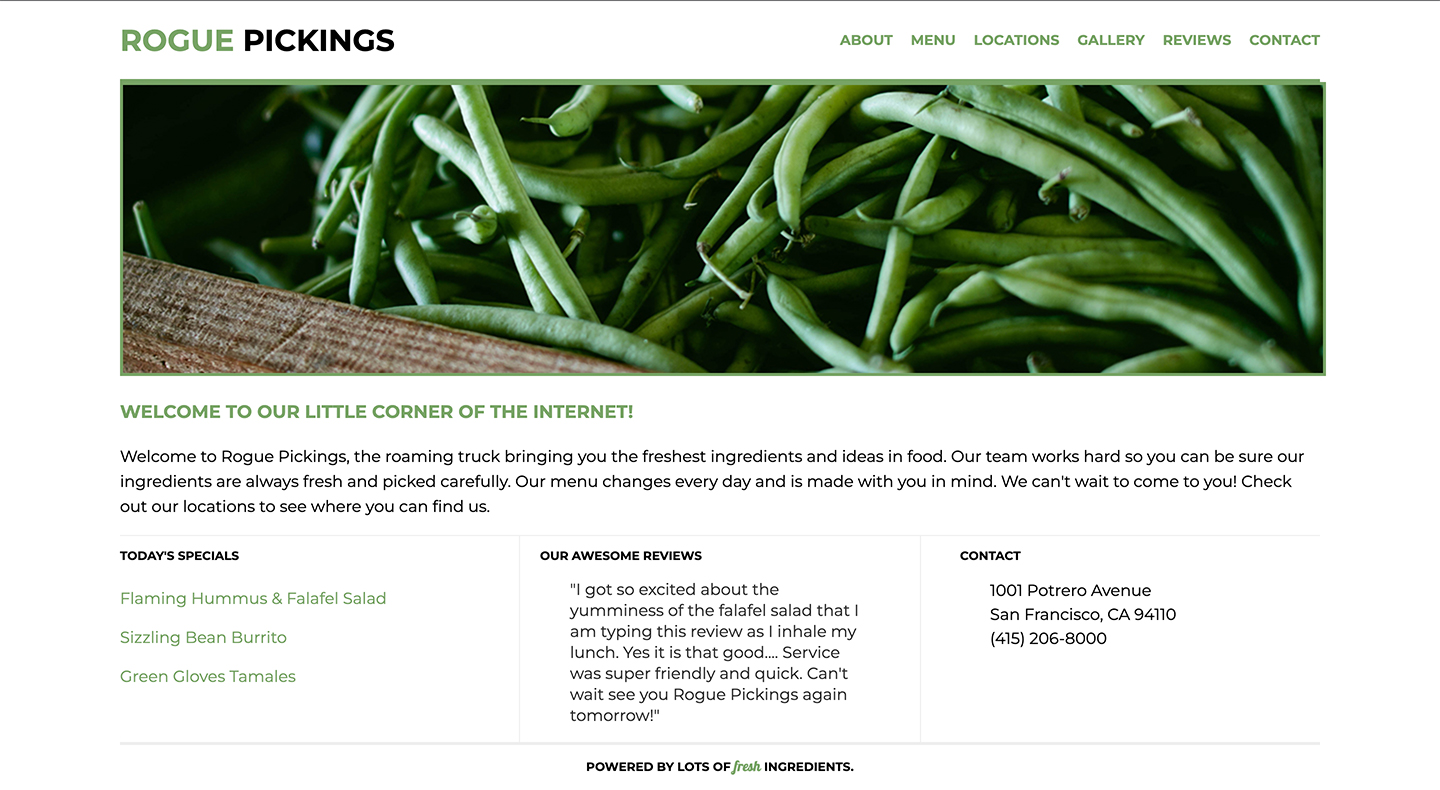 ROGUE PICKINGS
ABOUT MENU LOCATIONS GALLERY REVIEWS CONTACT
WELCOME TO OUR LITTLE CORNER OF THE INTERNET!
Welcome to Rogue Pickings, the roaming truck bringing you the freshest ingredients and ideas in food. Our team works hard so you can be sure our
ingredients are always fresh and picked carefully. Our menu changes every day and is made with you in mind. We can't wait to come to you! Check
out our locations to see where you can find us.
TODAY'S SPECIALS
Flaming Hummus & Falafel Salad
Sizzling Bean Burrito
Green Gloves Tamales
OUR AWESOME REVIEWS
"I got so excited about the
yumminess of the falafel salad that I
am typing this review as I inhale my
lunch. Yes it is that good.... Service
was super friendly and quick. Can't
wait see you Rogue Pickings again
tomorrow!"
CONTACT
1001 Potrero Avenue
San Francisco, CA 94110
(415) 206-8000
POWERED BY LOTS OF fresh INGREDIENTS.